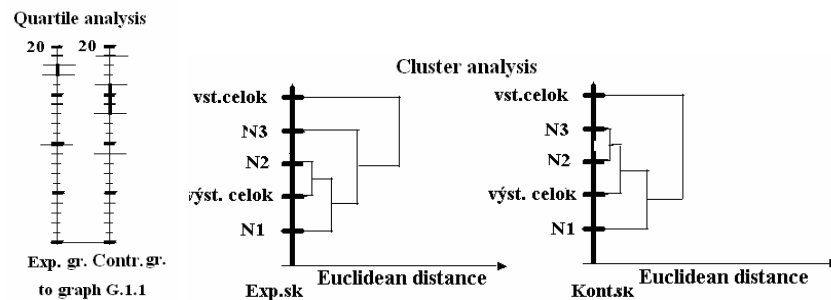 Quartile analysis
20 20
Exp. gr. Contr. gr.
to graph G.1.1
Cluster analysis
vst.celok
N3
N2
výst. celok
N1
Euclidean distance
Exp.sk
vst.celok
N3
N2
výst. celok
N1
Euclidean distance
Kont.sk